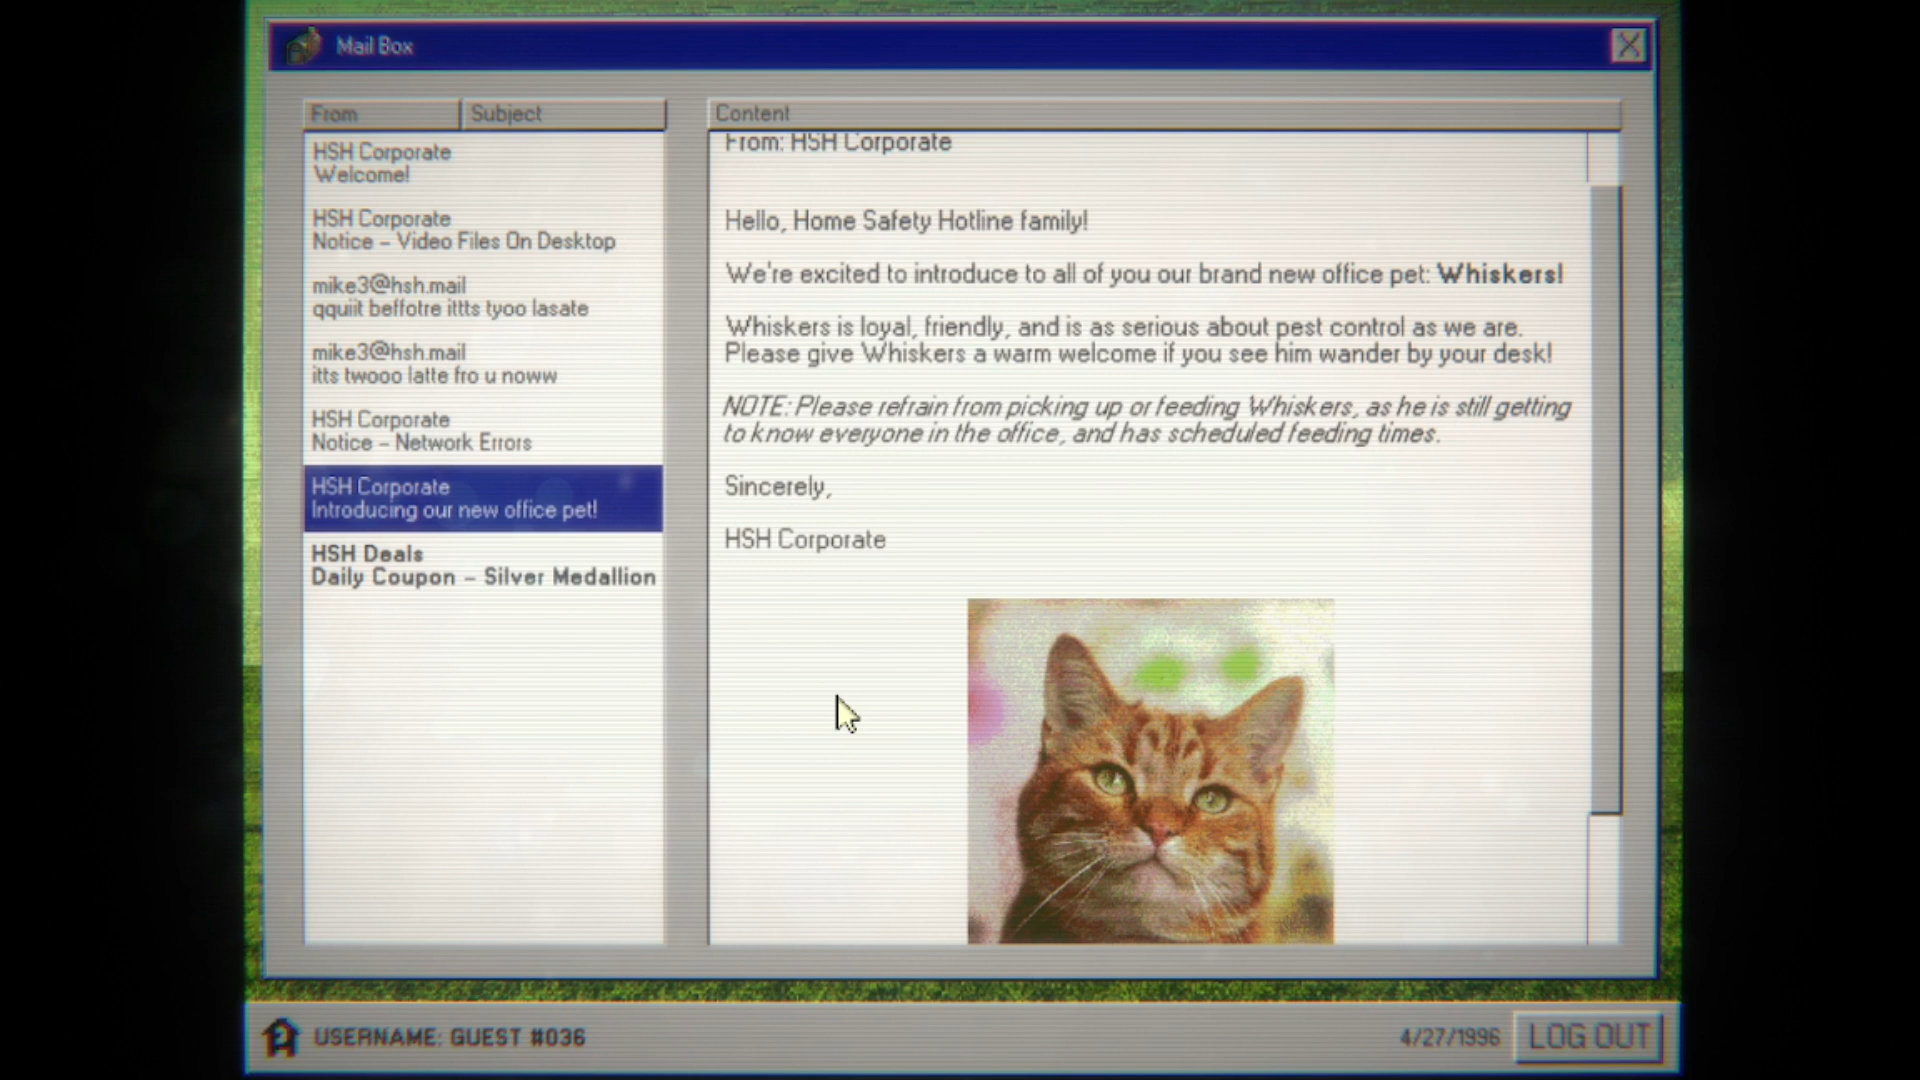 Mail Box
From
Subject
Content
HSH Corporate
Welcome!
HSH Corporate
Notice - Video Files On Desktop
mike3@hsh.mail
qquiit beffotre ittts tyoo lasate
mike3@hsh.mail
itts twooo latte fro u noww
HSH Corporate
Notice - Network Errors
HSH Corporate
Introducing our new office pet!
HSH Deals
Daily Coupon - Silver Medallion
From: HSH Corporate
Hello, Home Safety Hotline family!
We're excited to introduce to all of you our brand new office pet: Whiskers!
Whiskers is loyal, friendly, and is as serious about pest control as we are.
Please give Whiskers a warm welcome if you see him wander by your desk!
NOTE: Please refrain from picking up or feeding Whiskers, as he is still getting
to know everyone in the office, and has scheduled feeding times.
Sincerely,
HSH Corporate
USERNAME: GUEST #036
4/27/1996
LOG OUT